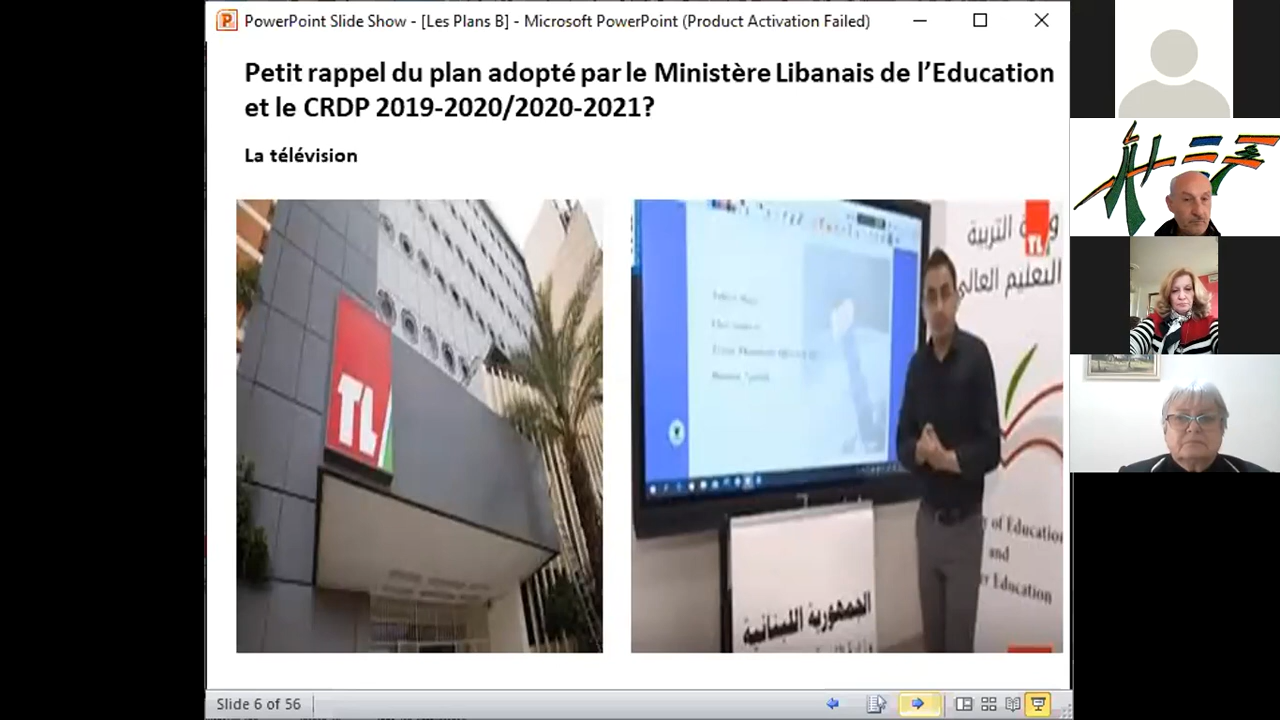 PowerPoint Slide Show - [Les Plans B] - Microsoft PowerPoint (Product Activation Failed)
Petit rappel du plan adopté par le Ministère Libanais de l’Education
et le CRDP 2019-2020/2020-2021?
La télévision
TL
TL
التربية
التعليم العالي
y of Education
and
Education
الجمهورية اللبنانية
Slide 6 of 56